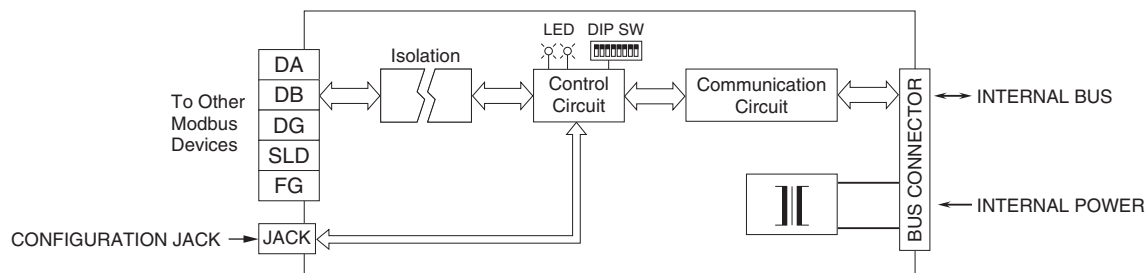 LED DIP SW
DA
DB
DG
SLD
FG
To Other
Modbus
Devices
Isolation
Control
Circuit
Communication
Circuit
BUS CONNECTOR
INTERNAL BUS
INTERNAL POWER
CONFIGURATION JACK
JACK